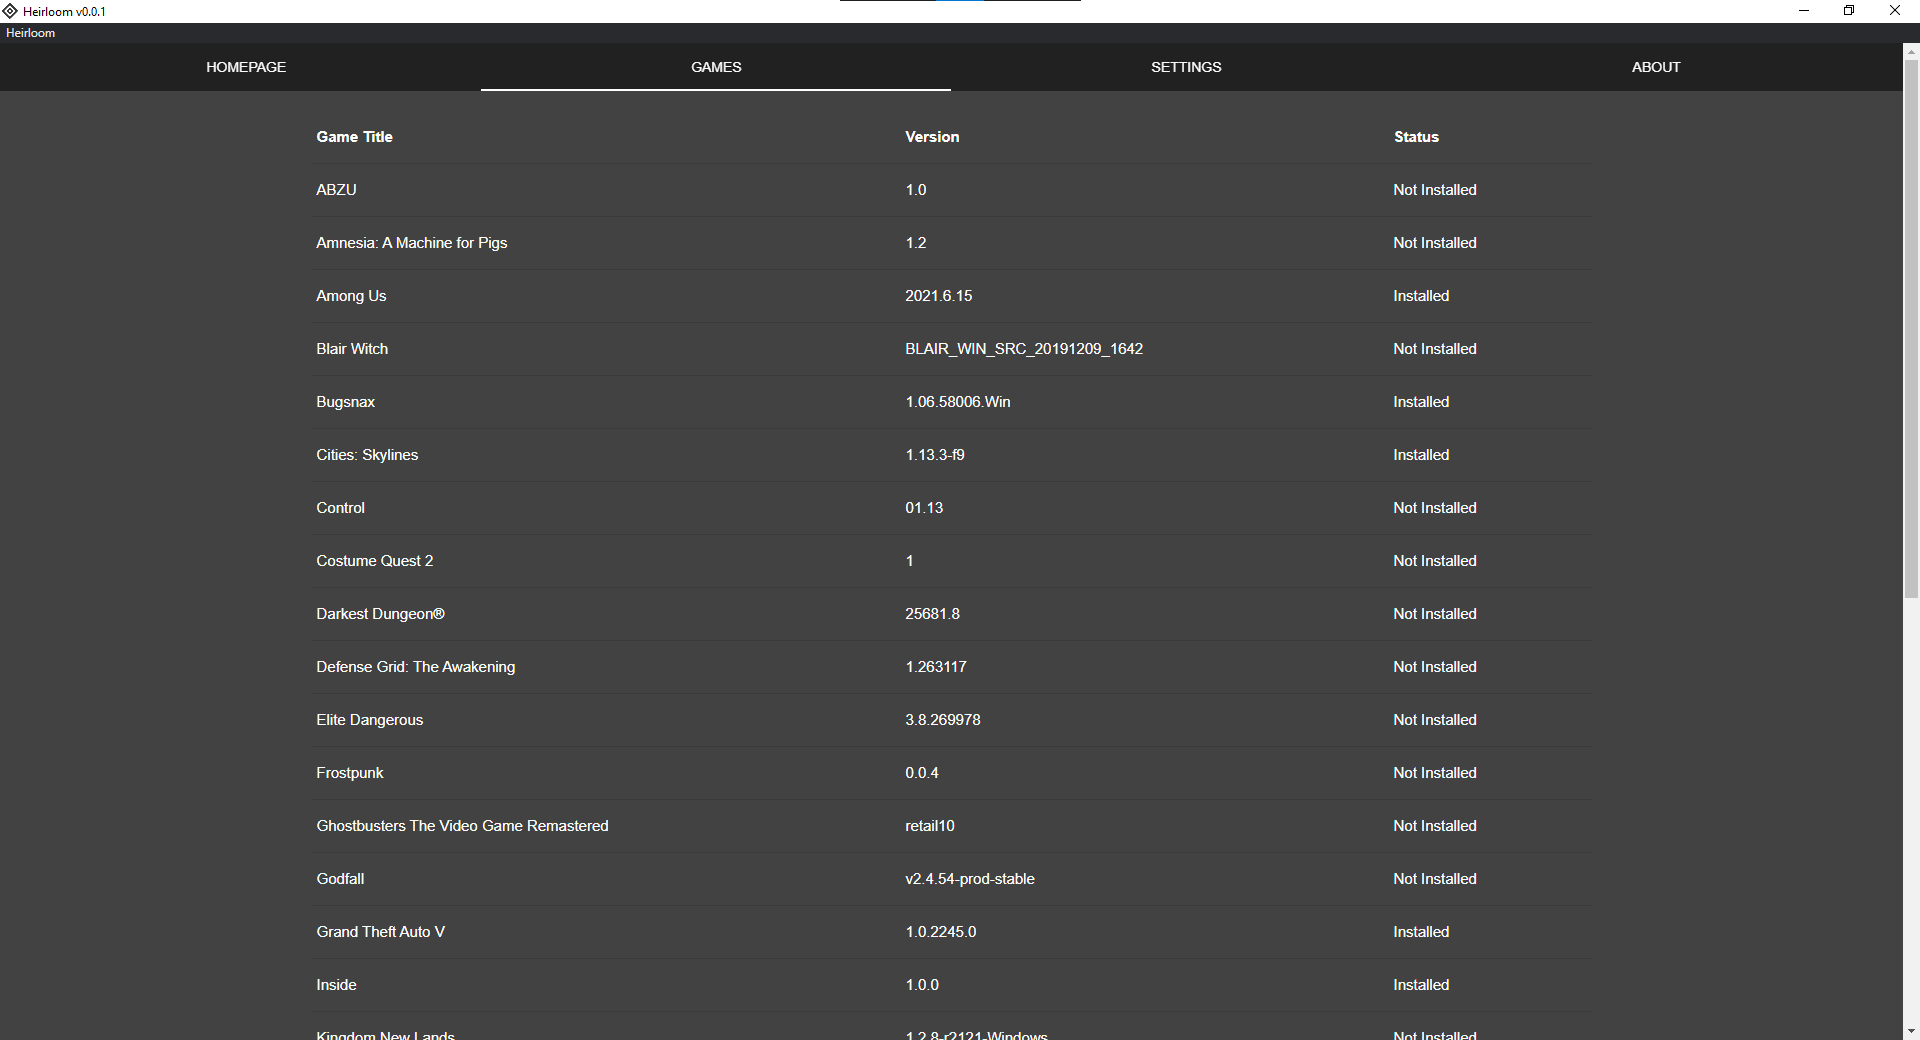 Heirloom v0.0.1
Heirloom
HOMEPAGE GAMES SETTINGS ABOUT
Game Title Version Status
ABZU 1.0 Not Installed
Amnesia: A Machine for Pigs 1.2 Not Installed
Among Us 2021.6.15 Installed
Blair Witch BLAIR_WIN_SRC_20191209_1642 Not Installed
Bugsnax 1.06.58006.Win Installed
Cities: Skylines 1.13.3-f9 Installed
Control 01.13 Not Installed
Costume Quest 2 1 Not Installed
Darkest Dungeon® 25681.8 Not Installed
Defense Grid: The Awakening 1.263117 Not Installed
Elite Dangerous 3.8.269978 Not Installed
Frostpunk 0.0.4 Not Installed
Ghostbusters The Video Game Remastered retail10 Not Installed
Godfall v2.4.54-prod-stable Not Installed
Grand Theft Auto V 1.0.2245.0 Installed
Inside 1.0.0 Installed
Kingdom New Lands 1.2.8-r2121-Windows Not Installed